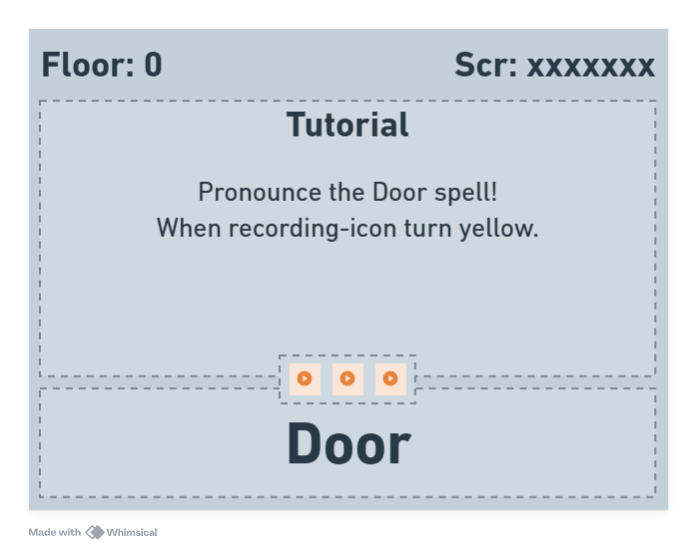 Floor: 0
Scr: xxxxxxx
Tutorial
Pronounce the Door spell!
When recording-icon turn yellow.
Door
Made with Whimsical